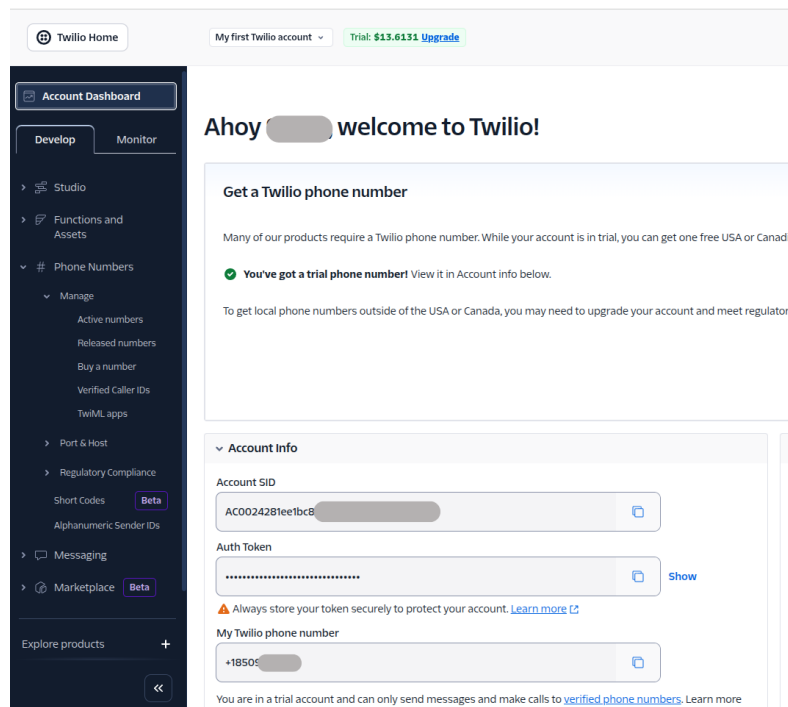 Twilio Home
My first Twilio account
Trial: $13.6131 Upgrade
Account Dashboard
Develop
Monitor
Studio
Functions and
Assets
# Phone Numbers
Manage
Active numbers
Released numbers
Buy a number
Verified Caller IDs
TwiML apps
Port & Host
Regulatory Compliance
Short Codes Beta
Alphanumeric Sender IDs
Messaging
Marketplace Beta
Explore products +
Ahoy welcome to Twilio!
Get a Twilio phone number
Many of our products require a Twilio phone number. While your account is in trial, you can get one free USA or Canadi
You've got a trial phone number! View it in Account info below.
To get local phone numbers outside of the USA or Canada, you may need to upgrade your account and meet regulator
Account Info
Account SID
AC0024281ee1bc8
Auth Token
••••••••••••••••••••••••••••••••
Show
Always store your token securely to protect your account. Learn more
My Twilio phone number
+18509
You are in a trial account and can only send messages and make calls to verified phone numbers. Learn more